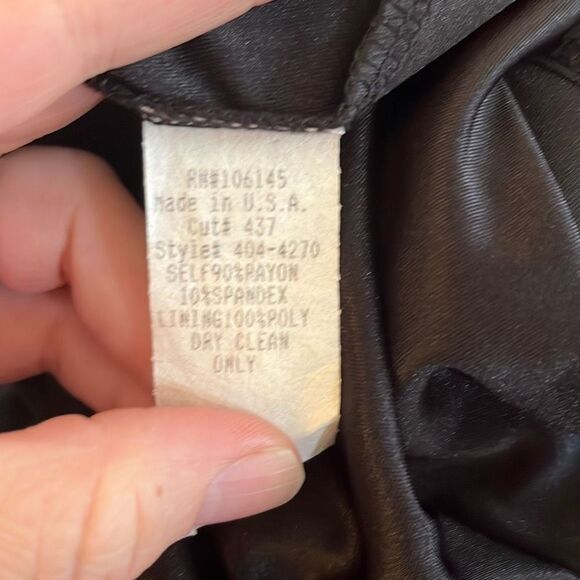 RN#106145
Made in U.S.A.
Cut# 437
Style# 404-4270
SELF90%RAYON
10%SPANDEX
LINING100%POLY
DRY CLEAN
ONLY